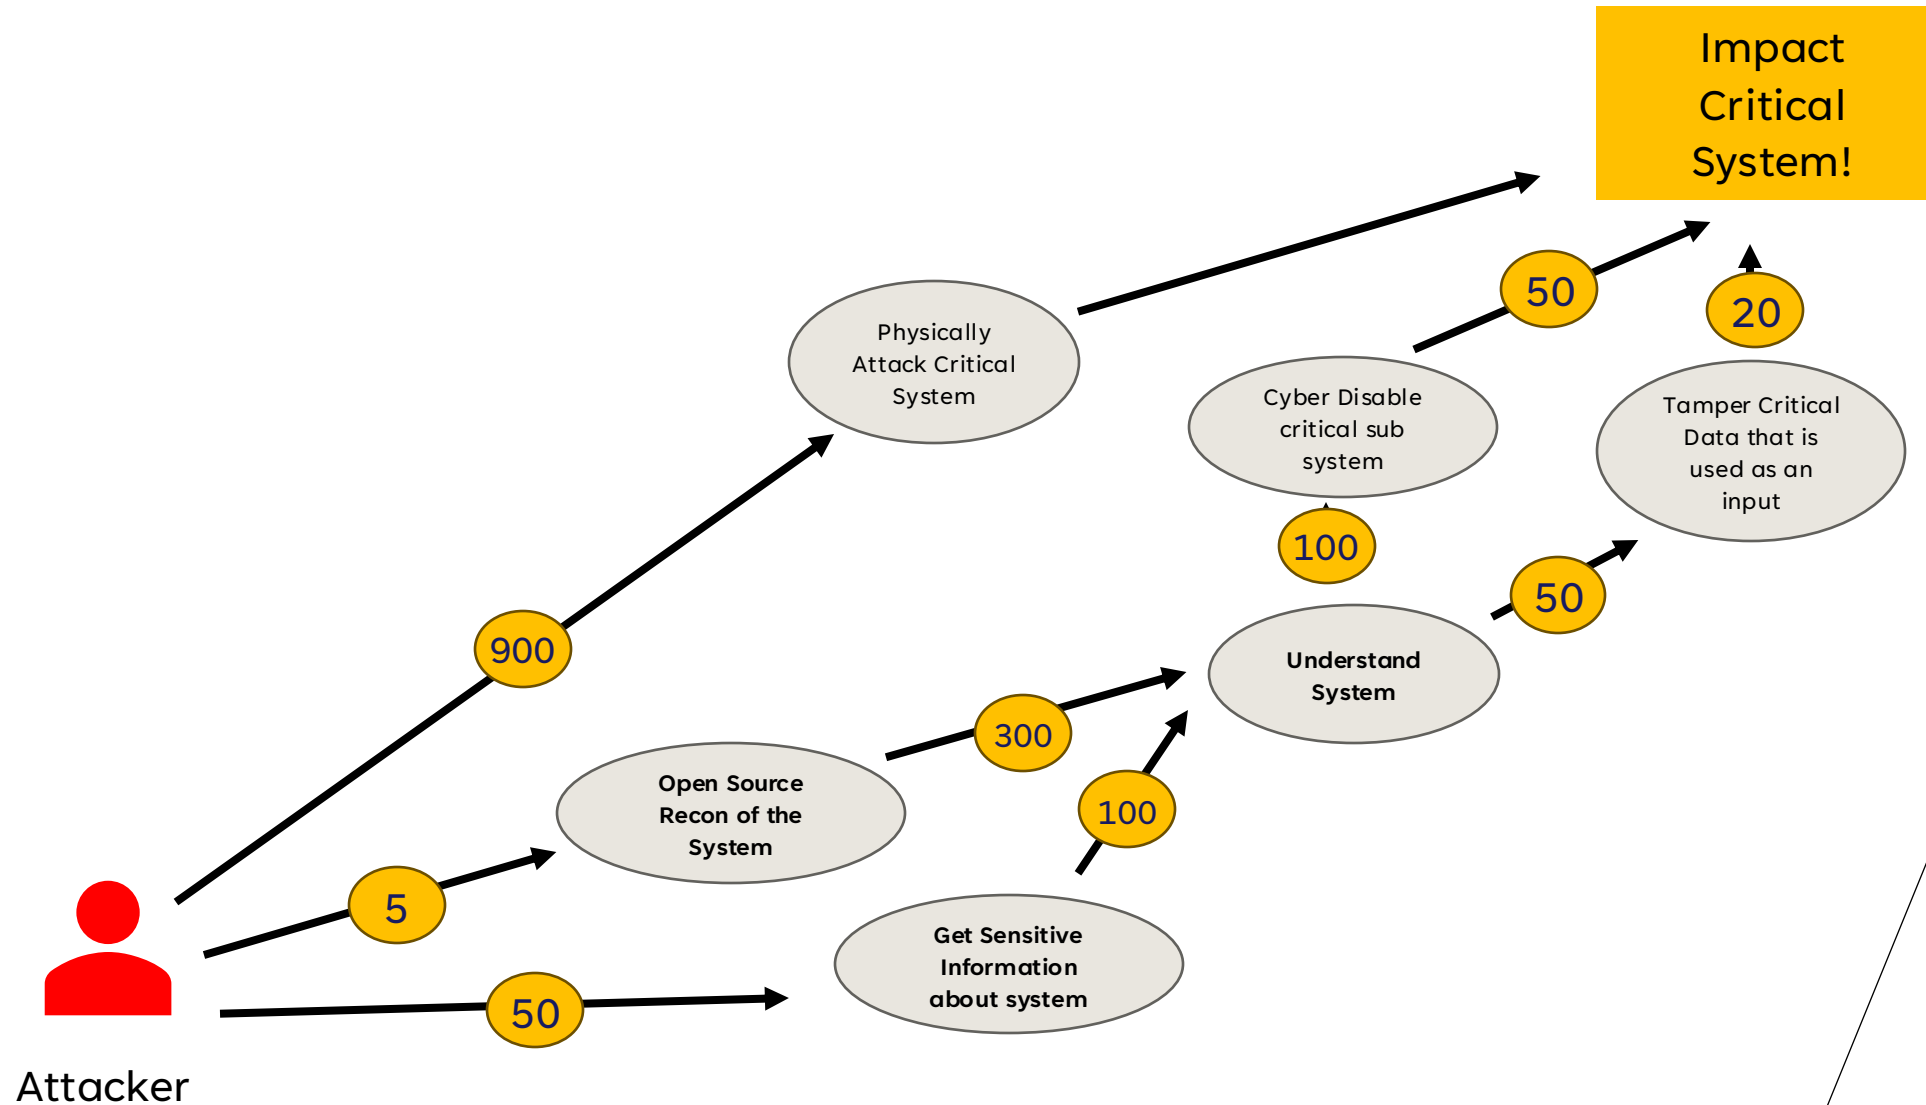 Impact
Critical
System!
50
20
Physically
Attack Critical
System
Cyber Disable
critical sub
system
Tamper Critical
Data that is
used as an
input
100
50
900
Understand
System
300
Open Source
Recon of the
System
100
5
Get Sensitive
Information
about system
50
Attacker